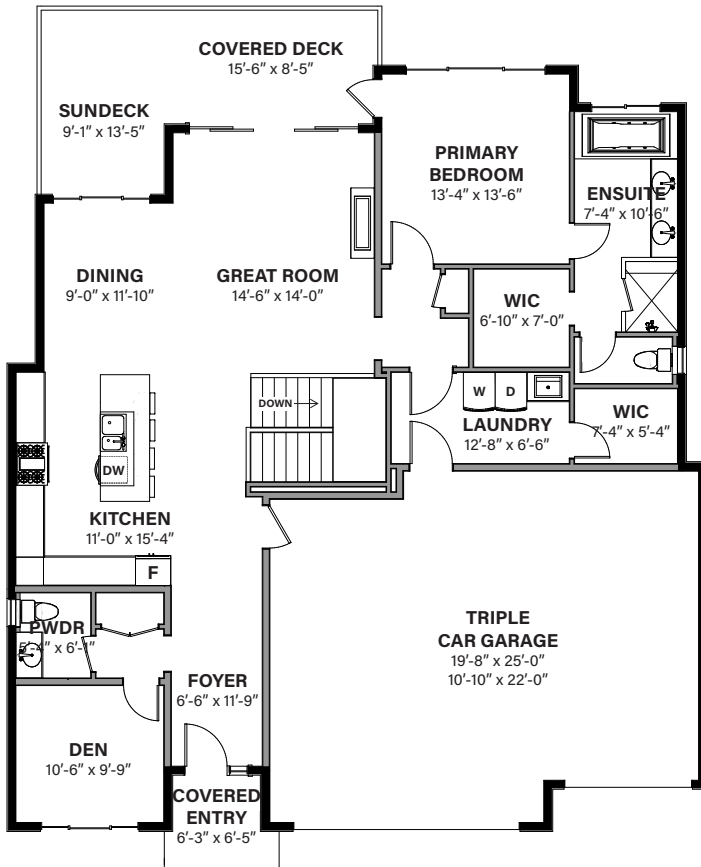 COVERED DECK
15′-6″ x 8′-5″
SUNDECK
9′-1″ x 13′-5″
PRIMARY
BEDROOM
13′-4″ x 13′-6″
ENSUITE
7′-4″ x 10′-6″
DINING
9′-0″ x 11′-10″
GREAT ROOM
14′-6″ x 14′-0″
WIC
6′-10″ x 7′-0″
DOWN
W
D
LAUNDRY
12′-8″ x 6′-6″
WIC
7′-4″ x 5′-4″
DW
KITCHEN
11′-0″ x 15′-4″
F
PWDR
5′-4″ x 6′-1″
TRIPLE
CAR GARAGE
19′-8″ x 25′-0″
10′-10″ x 22′-0″
FOYER
6′-6″ x 11′-9″
DEN
10′-6″ x 9′-9″
COVERED
ENTRY
6′-3″ x 6′-5″